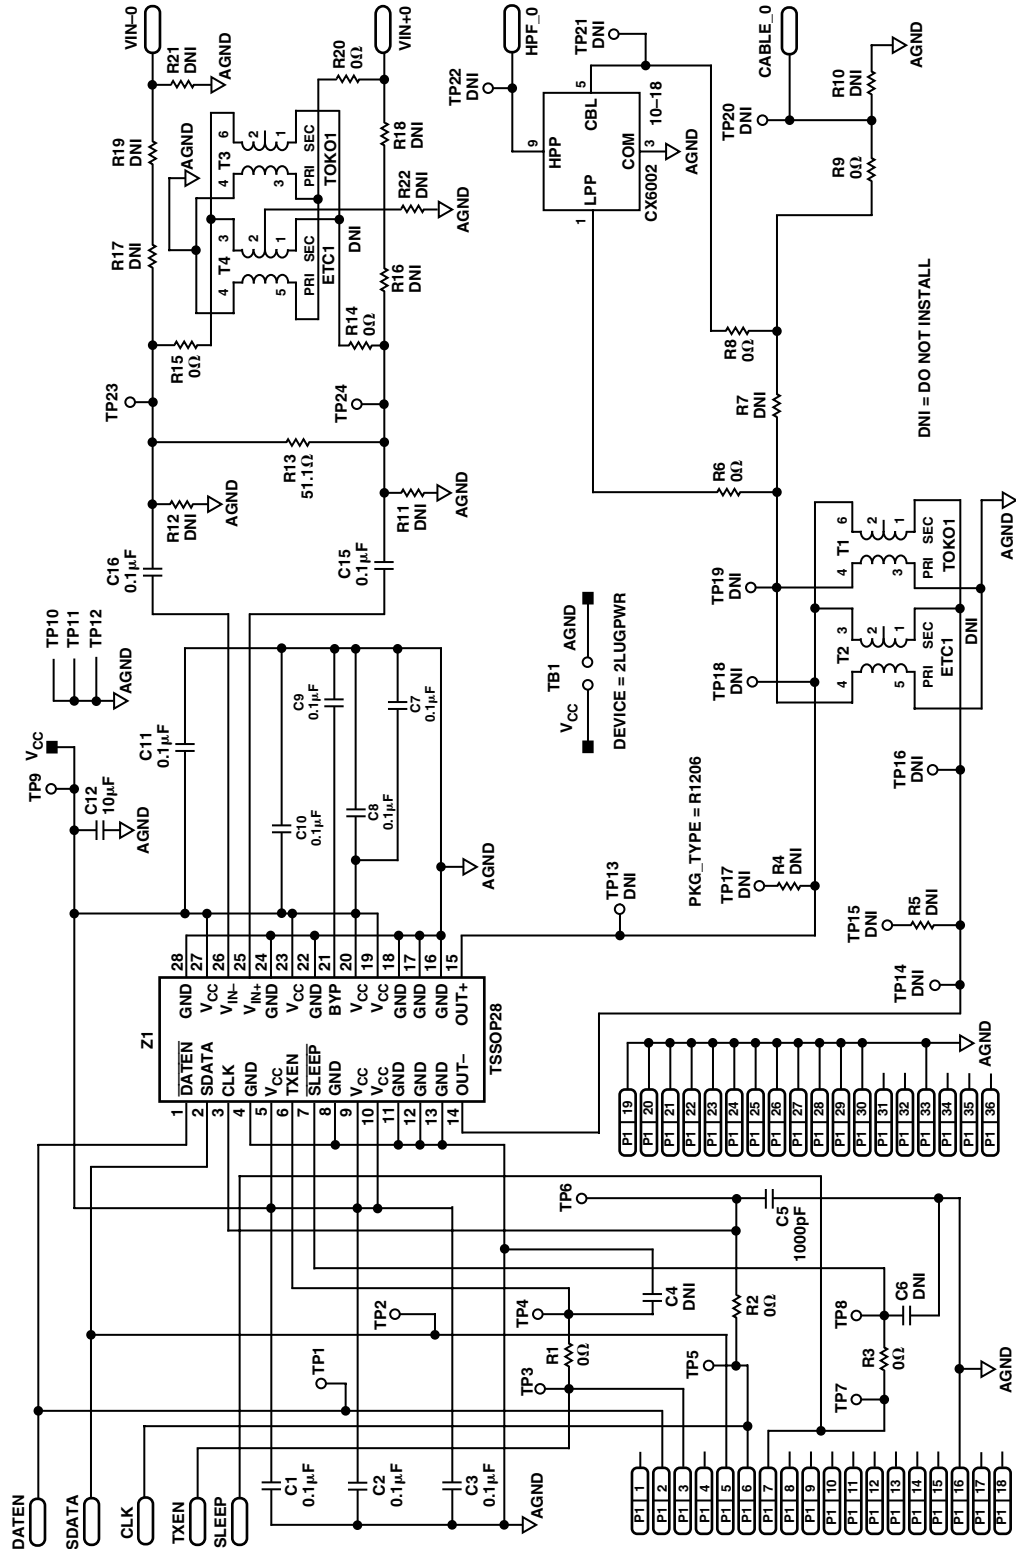 VIN–0
R21
DNI
AGND
R19
DNI
R17
DNI
R15
0Ω
TP23
AGND
6
T3
4
2
1
3
PRI SEC
TOKO1
3
T4
4
2
1
5
PRI SEC
ETC1
DNI
R20
0Ω
VIN+0
R18
DNI
R22
DNI
AGND
R16
DNI
R14
0Ω
TP24
R13
51.1Ω
R12
DNI
AGND
R11
DNI
AGND
C16
0.1μF
C15
0.1μF
HPF_0
TP22
DNI
TP21
DNI
9
HPP
5
CBL
10–18
LPP
1
COM
3
CX6002
AGND
CABLE_0
TP20
DNI
R10
DNI
AGND
R9
0Ω
R8
0Ω
R7
DNI
R6
0Ω
DNI = DO NOT INSTALL
TP10
TP11
TP12
AGND
VCC
TP9
C12
10μF
AGND
C11
0.1μF
C10
0.1μF
C9
0.1μF
C8
0.1μF
C7
0.1μF
AGND
TB1
VCC
AGND
DEVICE = 2LUGPWR
TP19
DNI
TP18
DNI
6
T1
4
2
1
3
PRI SEC
TOKO1
3
T2
4
2
1
5
PRI SEC
ETC1
DNI
AGND
PKG_TYPE = R1206
TP17
DNI
R4
DNI
TP16
DNI
TP15
DNI
R5
DNI
TP14
DNI
TP13
DNI
Z1
TSSOP28
1 DATEN
2 SDATA
3 CLK
4 GND
5 VCC
6 TXEN
7 SLEEP
8 GND
9 VCC
10 VCC
11 GND
12 GND
13 GND
14 OUT–
28 GND
27 VCC
26 VIN–
25 VIN+
24 GND
23 VCC
22 GND
21 BYP
20 VCC
19 VCC
18 GND
17 GND
16 GND
15 OUT+
P1 19
P1 20
P1 21
P1 22
P1 23
P1 24
P1 25
P1 26
P1 27
P1 28
P1 29
P1 30
P1 31
P1 32
P1 33
P1 34
P1 35
P1 36
AGND
DATEN
SDATA
CLK
TXEN
SLEEP
C1
0.1μF
C2
0.1μF
C3
0.1μF
AGND
TP1
TP2
TP3
TP4
R1
0Ω
C4
DNI
TP5
TP6
R2
0Ω
C5
1000pF
TP7
TP8
R3
0Ω
C6
DNI
AGND
P1 1
P1 2
P1 3
P1 4
P1 5
P1 6
P1 7
P1 8
P1 9
P1 10
P1 11
P1 12
P1 13
P1 14
P1 15
P1 16
P1 17
P1 18